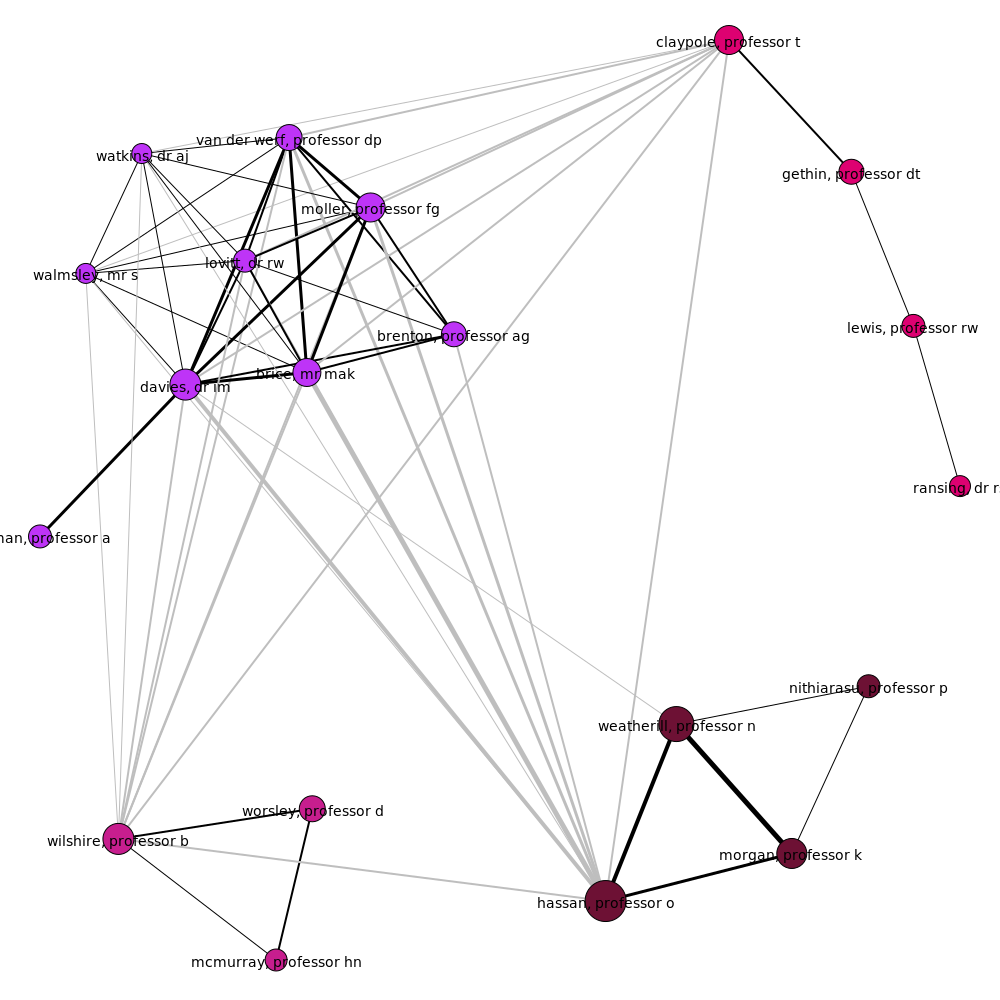 claypole, professor t
van der werf, professor dp
watkins, dr aj
gethin, professor dt
moller, professor fg
lovitt, dr rw
walmsley, mr s
lewis, professor rw
brenton, professor ag
brice, mr mak
davies, dr im
ransing, dr r
professor a
nithiarasu, professor p
weatherill, professor n
worsley, professor d
wilshire, professor b
morgan, professor k
hassan, professor o
mcmurray, professor hn